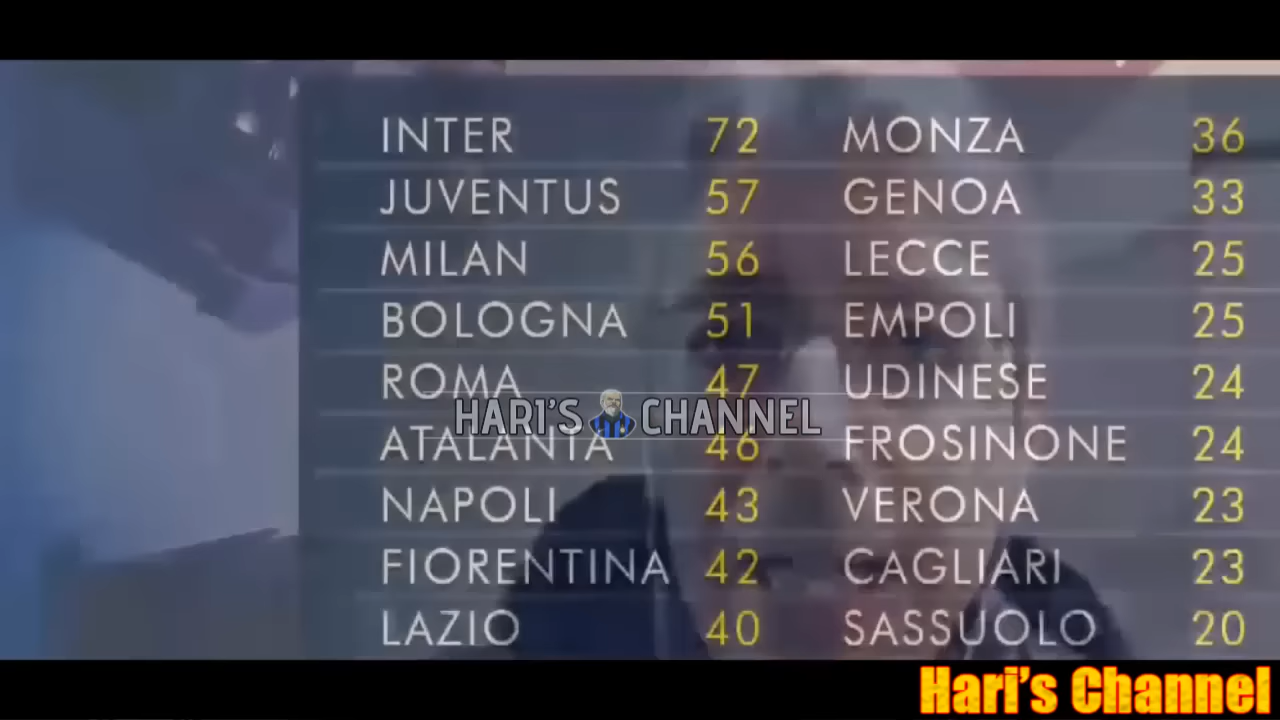 INTER 72 MONZA 36
JUVENTUS 57 GENOA 33
MILAN 56 LECCE 25
BOLOGNA 51 EMPOLI 25
ROMA 47 UDINESE 24
HARI'S CHANNEL
ATALANTA 46 FROSINONE 24
NAPOLI 43 VERONA 23
FIORENTINA 42 CAGLIARI 23
LAZIO 40 SASSUOLO 20
Hari's Channel